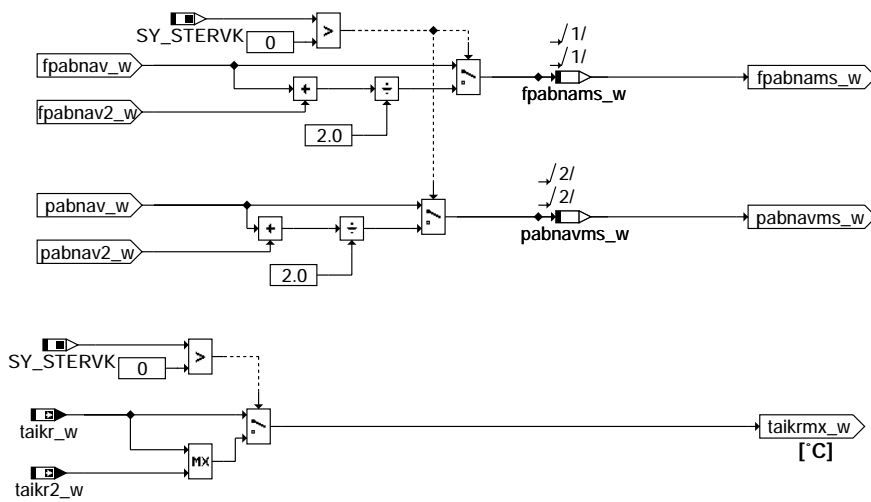 SY_STERVK
0
>
1/
1/
fpabnav_w
fpabnav2_w
+
÷
2.0
fpabnams_w
fpabnams_w
2/
2/
pabnav_w
pabnav2_w
+
÷
2.0
pabnavms_w
pabnavms_w
SY_STERVK
0
>
taikr_w
taikr2_w
MX
taikrmx_w
[°C]